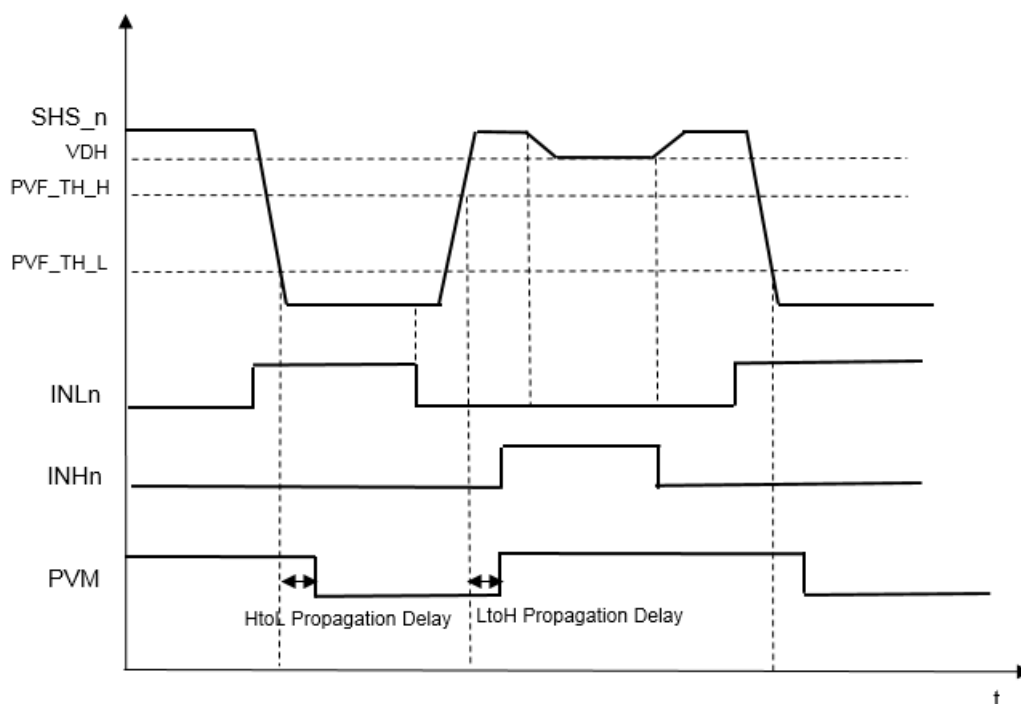 SHS_n
VDH
PVF_TH_H
PVF_TH_L
INLn
INHn
PVM
HtoL Propagation Delay
LtoH Propagation Delay
t